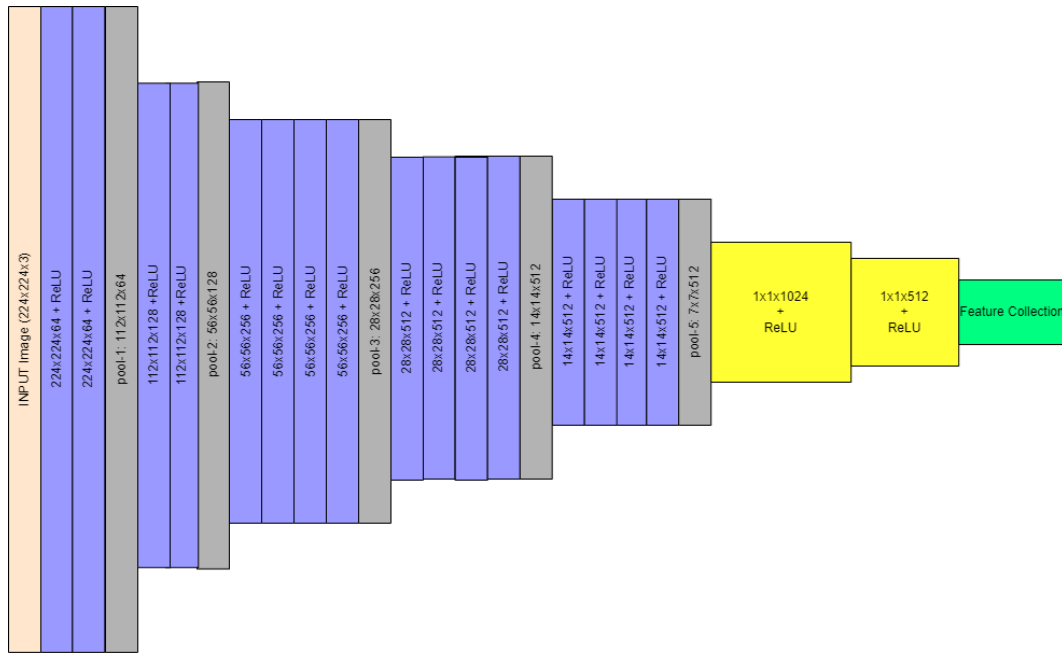 INPUT Image (224x224x3)
224x224x64 + ReLU
224x224x64 + ReLU
pool-1: 112x112x64
112x112x128 +ReLU
112x112x128 +ReLU
pool-2: 56x56x128
56x56x256 + ReLU
56x56x256 + ReLU
56x56x256 + ReLU
56x56x256 + ReLU
pool-3: 28x28x256
28x28x512 + ReLU
28x28x512 + ReLU
28x28x512 + ReLU
28x28x512 + ReLU
pool-4: 14x14x512
14x14x512 + ReLU
14x14x512 + ReLU
14x14x512 + ReLU
14x14x512 + ReLU
pool-5: 7x7x512
1x1x1024
+
ReLU
1x1x512
+
ReLU
Feature Collection